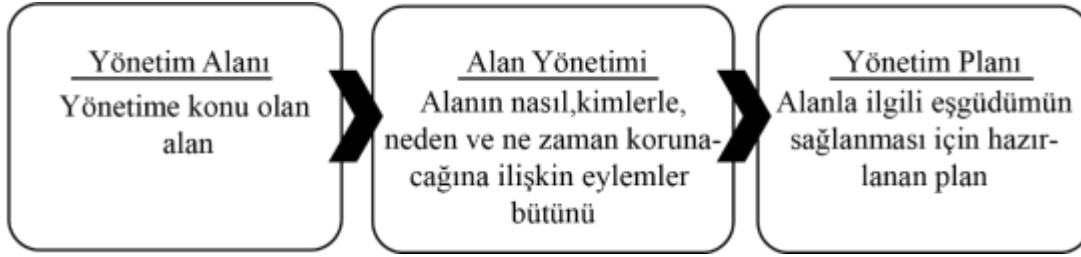 Yönetim Alanı
Yönetime konu olan
alan
Alan Yönetimi
Alanın nasıl,kimlerle,
neden ve ne zaman koruna-
cağına ilişkin eylemler
bütünü
Yönetim Planı
Alanla ilgili eşgüdümün
sağlanması için hazır-
lanan plan